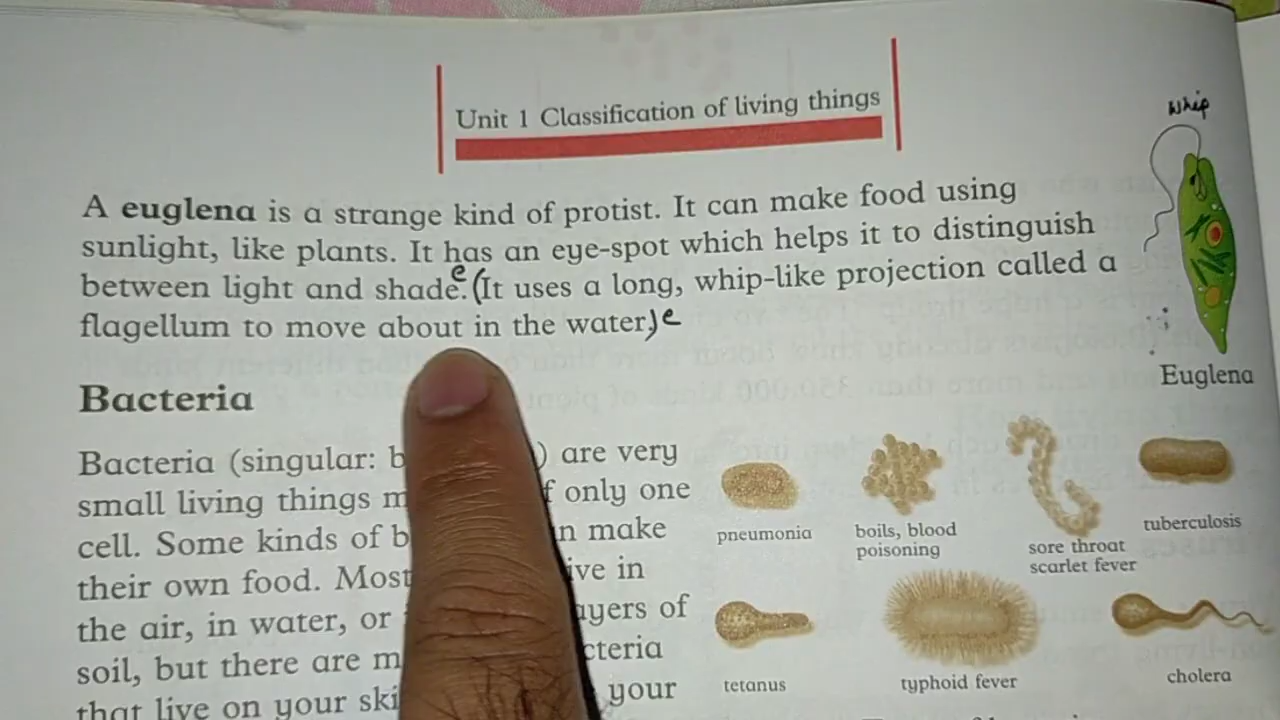 Unit 1 Classification of living things
whip
A euglena is a strange kind of protist. It can make food using
sunlight, like plants. It has an eye-spot which helps it to distinguish
between light and shade. e (It uses a long, whip-like projection called a
flagellum to move about in the water) e
Euglena
Bacteria
Bacteria (singular: ) are very
small living things only one
cell. Some kinds of make
their own food. Most in
the air, in water, or of
soil, but there are
that live on your your
pneumonia
boils, blood
poisoning
sore throat
scarlet fever
tuberculosis
tetanus
typhoid fever
cholera